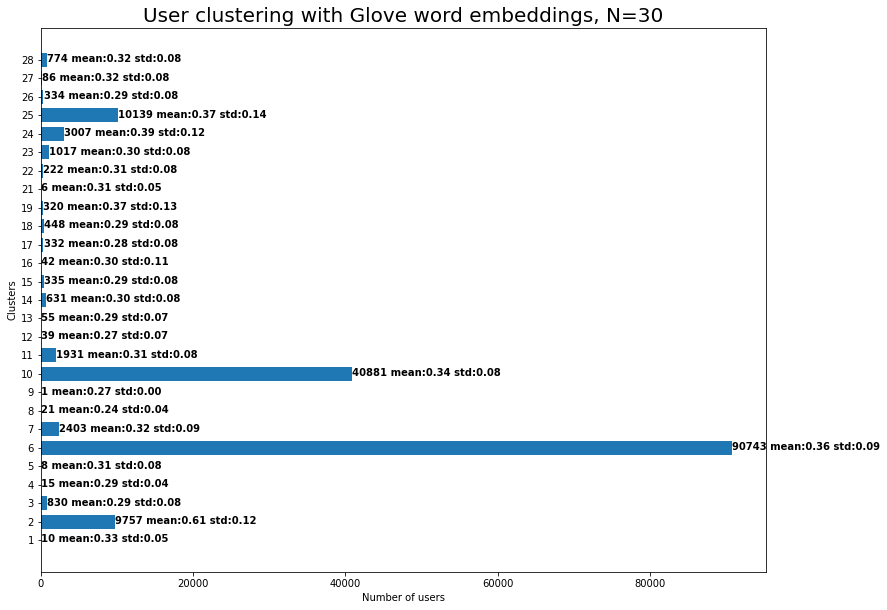 User clustering with Glove word embeddings, N=30
28 774 mean:0.32 std:0.08
27 86 mean:0.32 std:0.08
26 334 mean:0.29 std:0.08
25 10139 mean:0.37 std:0.14
24 3007 mean:0.39 std:0.12
23 1017 mean:0.30 std:0.08
22 222 mean:0.31 std:0.08
21 6 mean:0.31 std:0.05
19 320 mean:0.37 std:0.13
18 448 mean:0.29 std:0.08
17 332 mean:0.28 std:0.08
16 42 mean:0.30 std:0.11
15 335 mean:0.29 std:0.08
14 631 mean:0.30 std:0.08
13 55 mean:0.29 std:0.07
12 39 mean:0.27 std:0.07
11 1931 mean:0.31 std:0.08
10 40881 mean:0.34 std:0.08
9 1 mean:0.27 std:0.00
8 21 mean:0.24 std:0.04
7 2403 mean:0.32 std:0.09
6 90743 mean:0.36 std:0.09
5 8 mean:0.31 std:0.08
4 15 mean:0.29 std:0.04
3 830 mean:0.29 std:0.08
2 9757 mean:0.61 std:0.12
1 10 mean:0.33 std:0.05
Clusters
0 20000 40000 60000 80000
Number of users